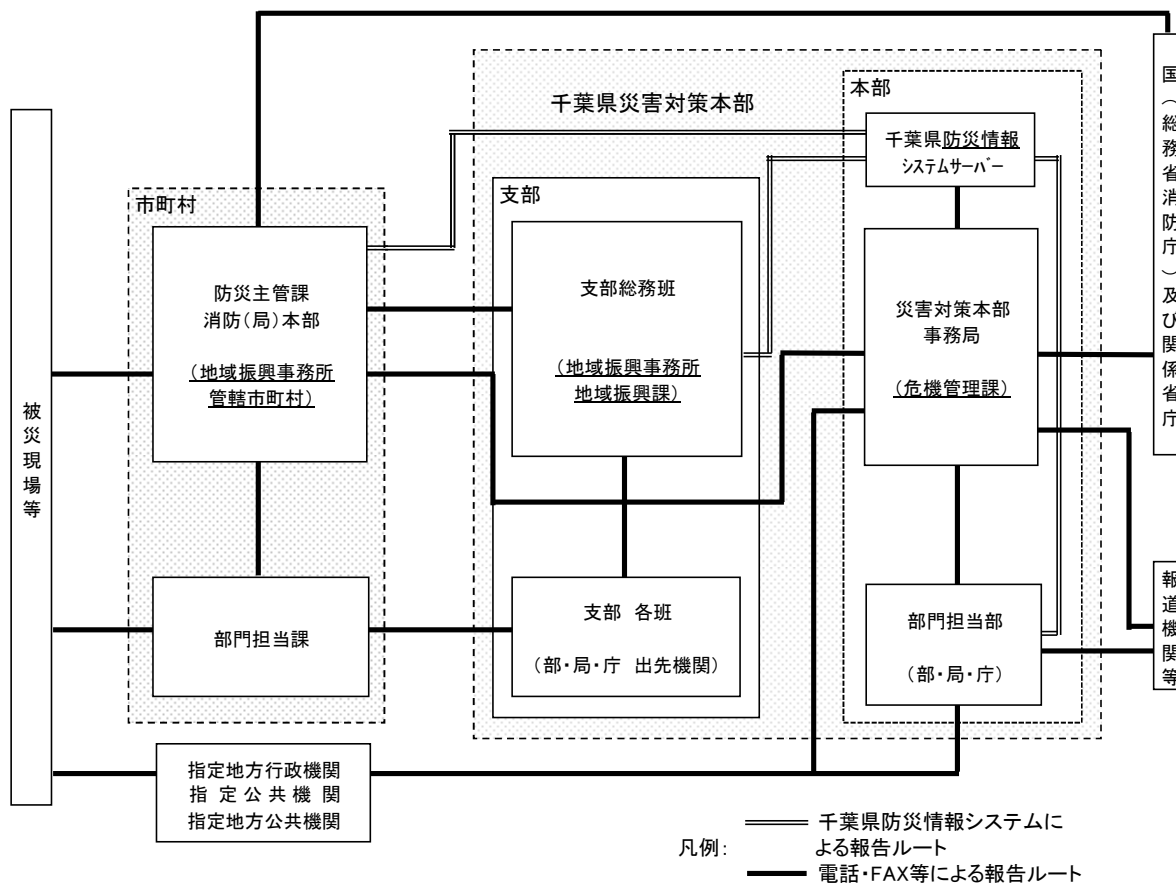 千葉県災害対策本部
本部
千葉県防災情報
システムサーバー
市町村
防災主管課
消防(局)本部
(地域振興事務所
管轄市町村)
部門担当課
支部
支部総務班
(地域振興事務所
地域振興課)
支部 各班
(部・局・庁 出先機関)
災害対策本部
事務局
(危機管理課)
部門担当部
(部・局・庁)
被災現場等
国(総務省消防庁)及び関係省庁
報道機関等
指定地方行政機関
指 定 公 共 機 関
指定地方公共機関
凡例:
千葉県防災情報システムに
よる報告ルート
電話・FAX等による報告ルート